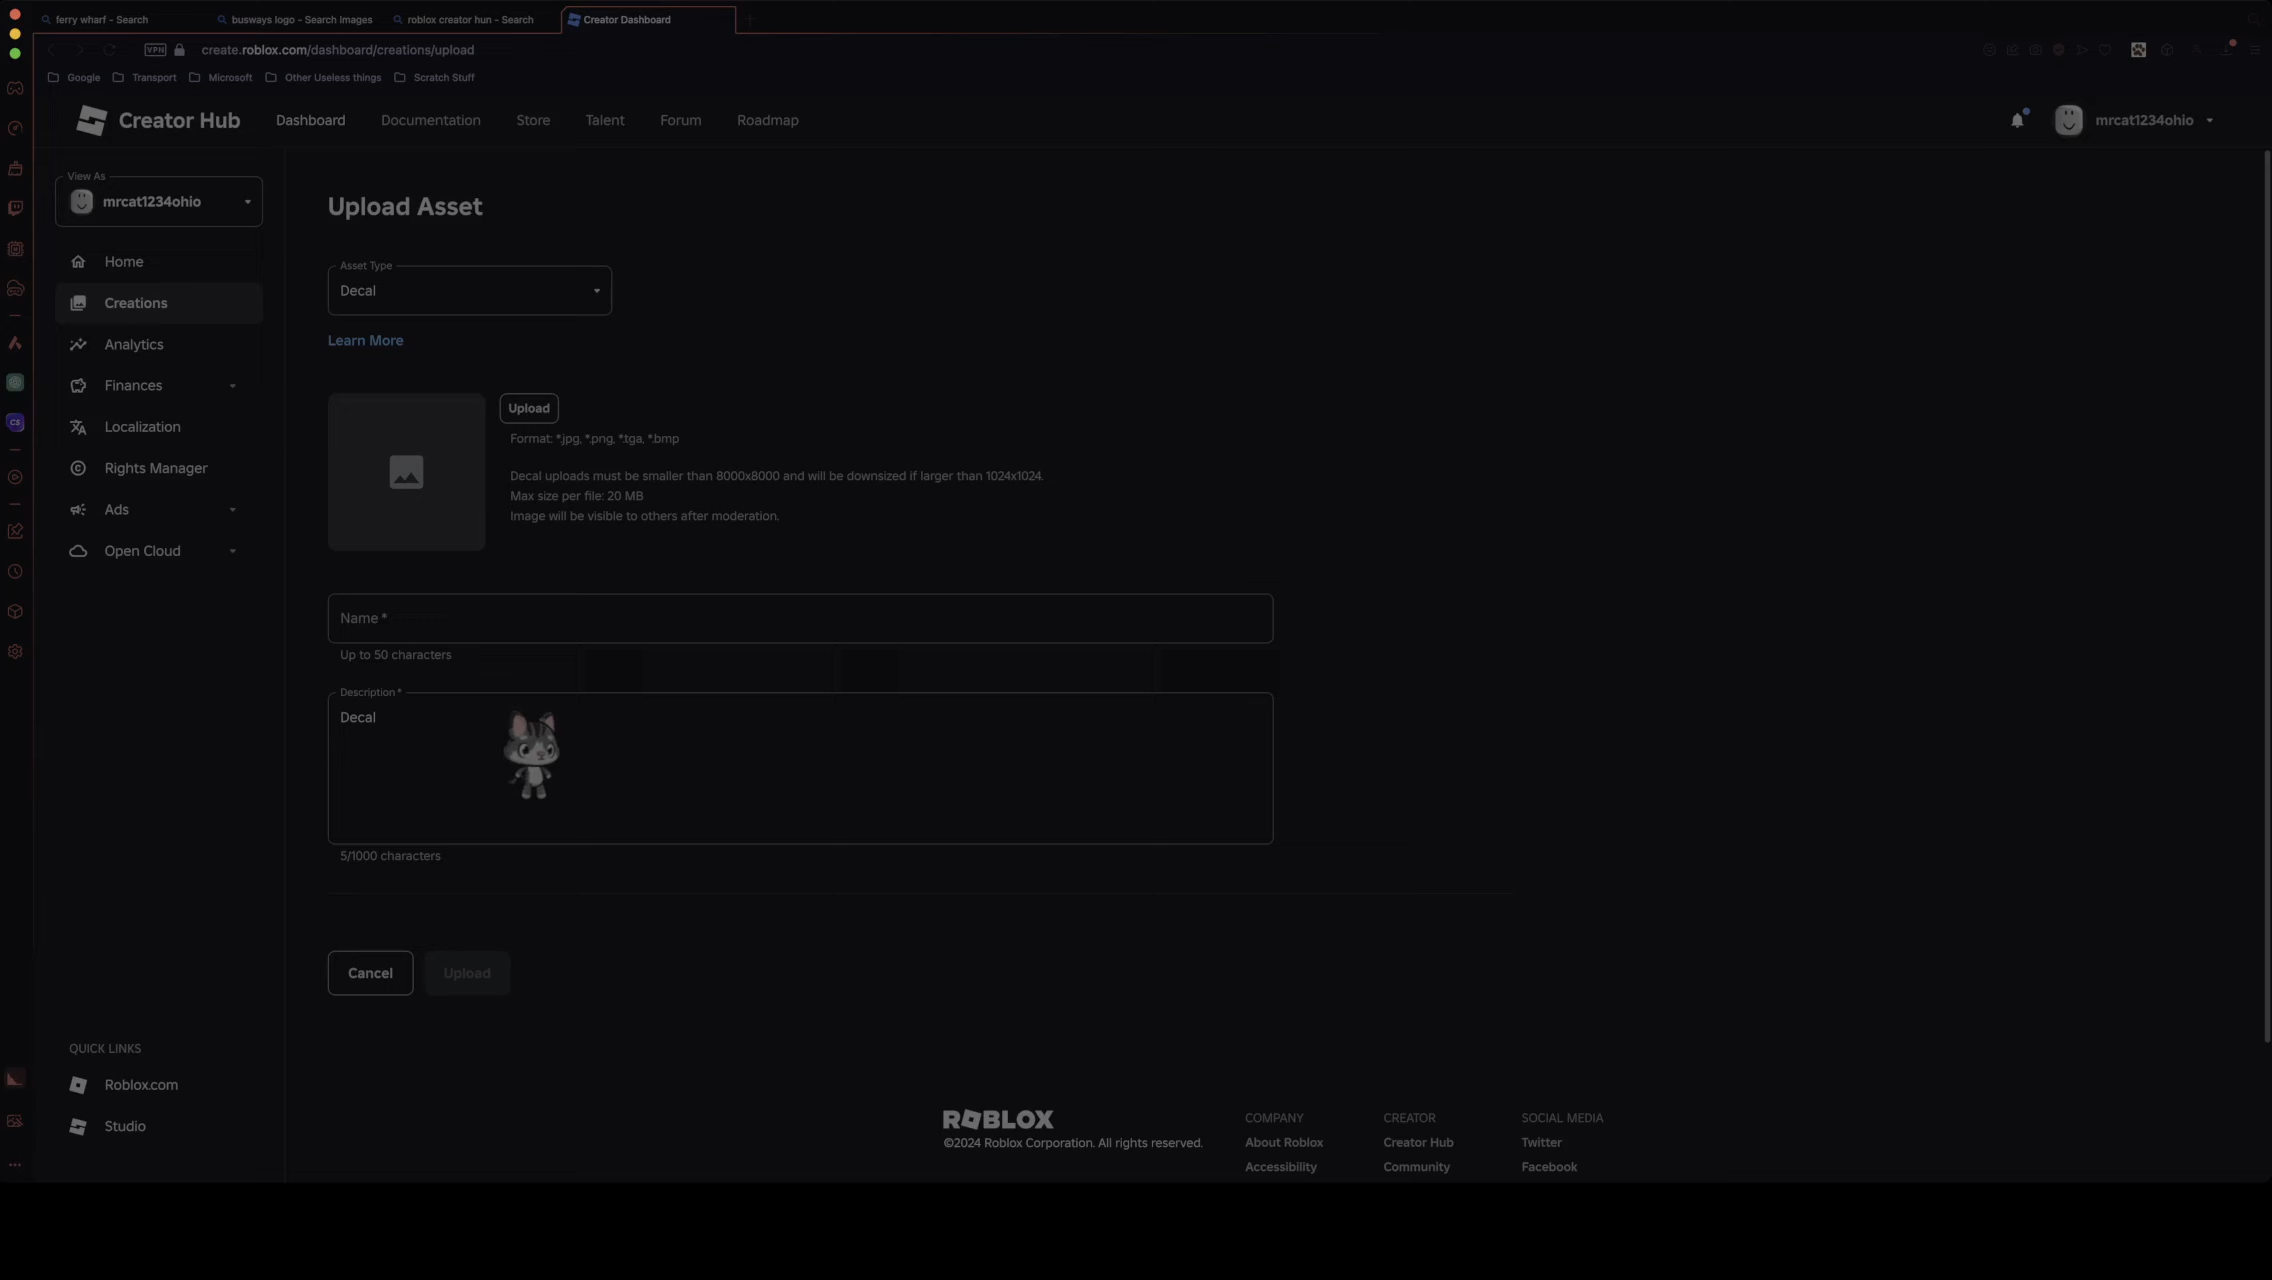 ferry wharf – Search
busways logo – Search Images
roblox creator hun – Search
Creator Dashboard
VPN
create.roblox.com/dashboard/creations/upload
Google
Transport
Microsoft
Other Useless things
Scratch Stuff
Creator Hub
Dashboard
Documentation
Store
Talent
Forum
Roadmap
mrcat1234ohio
View As
mrcat1234ohio
Home
Creations
Analytics
Finances
Localization
Rights Manager
Ads
Open Cloud
CS
QUICK LINKS
Roblox.com
Studio
Upload Asset
Asset Type
Decal
Learn More
Upload
Format: *.jpg, *.png, *.tga, *.bmp
Decal uploads must be smaller than 8000x8000 and will be downsized if larger than 1024x1024.
Max size per file: 20 MB
Image will be visible to others after moderation.
Name *
Up to 50 characters
Description *
Decal
5/1000 characters
Cancel
Upload
ROBLOX
©2024 Roblox Corporation. All rights reserved.
COMPANY
About Roblox
Accessibility
CREATOR
Creator Hub
Community
SOCIAL MEDIA
Twitter
Facebook